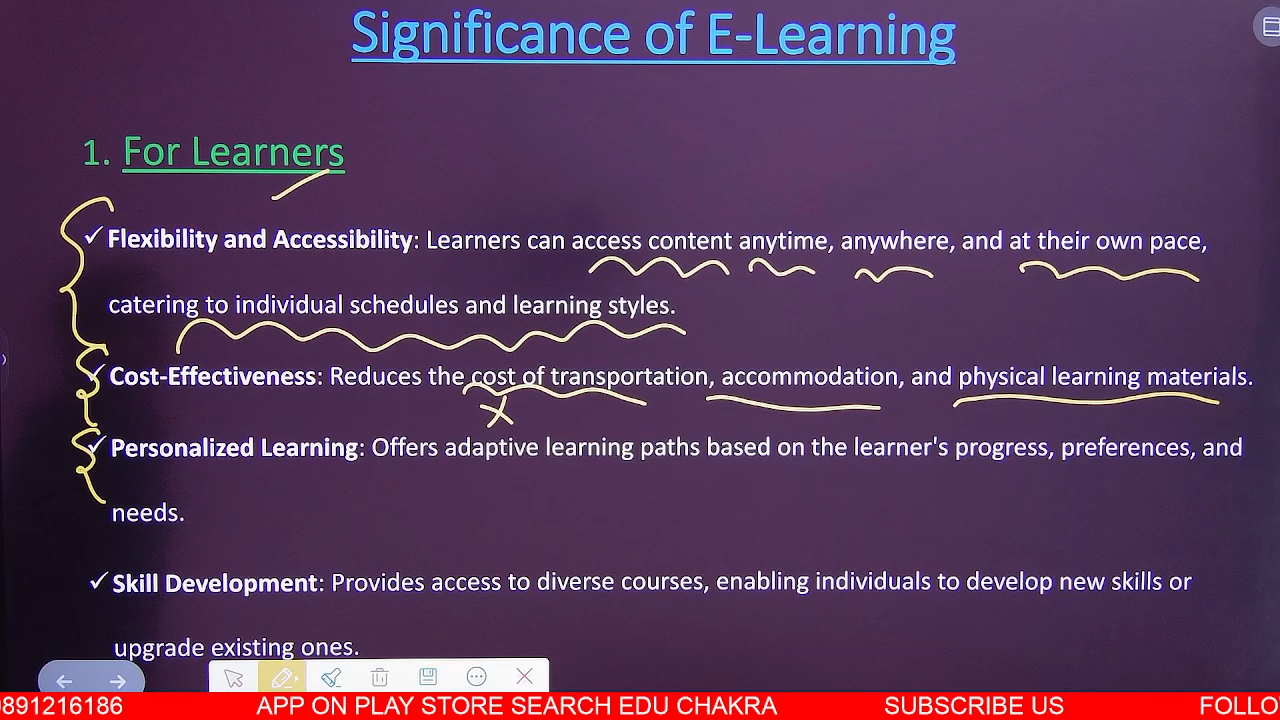 Significance of E-Learning
1. For Learners
✓ Flexibility and Accessibility: Learners can access content anytime, anywhere, and at their own pace,
catering to individual schedules and learning styles.
✓ Cost-Effectiveness: Reduces the cost of transportation, accommodation, and physical learning materials.
✓ Personalized Learning: Offers adaptive learning paths based on the learner's progress, preferences, and
needs.
✓ Skill Development: Provides access to diverse courses, enabling individuals to develop new skills or
upgrade existing ones.
891216186 APP ON PLAY STORE SEARCH EDU CHAKRA SUBSCRIBE US FOLLO